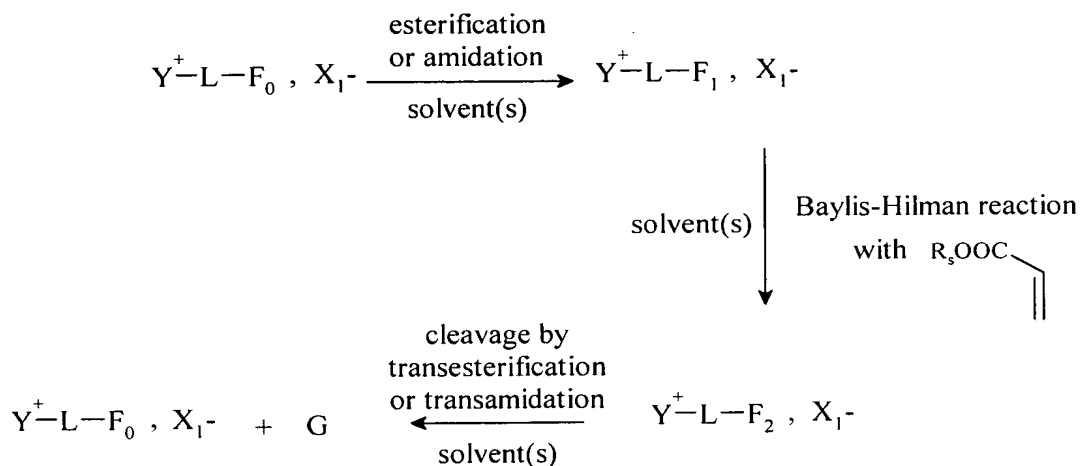 esterification
or amidation
Y+—L—F0 , X1-
solvent(s)
Y+—L—F1 , X1-
solvent(s)
Baylis-Hilman reaction
with RsOOC
cleavage by
transesterification
or transamidation
Y+—L—F0 , X1- + G
solvent(s)
Y+—L—F2 , X1-